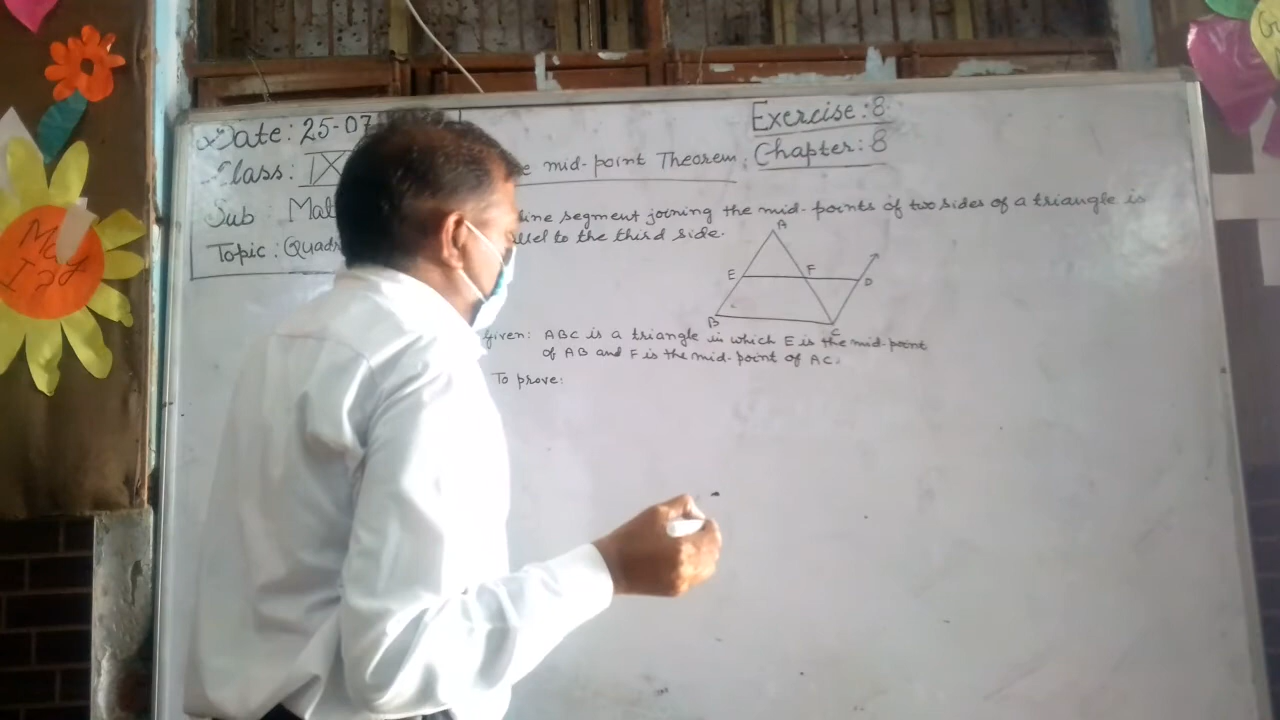 Date: 25-07
Class: IX
Sub: Mat
Topic: Quadr
mid-point Theorem:
Exercise: 8.
Chapter: 8
line segment joining the mid-points of two sides of a triangle is
to the third side.
A
E F D
B C
Given: ABC is a triangle in which E is the mid-point
of AB and F is the mid-point of AC.
To prove: